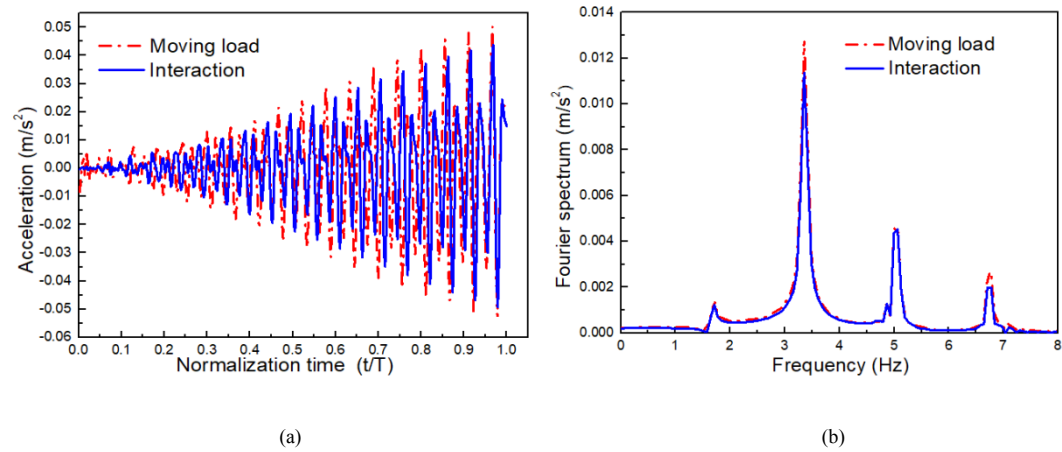 0.05
0.04
0.03
0.02
0.01
0.00
-0.01
-0.02
-0.03
-0.04
-0.05
-0.06
Acceleration (m/s²)
Moving load
Interaction
0.0 0.1 0.2 0.3 0.4 0.5 0.6 0.7 0.8 0.9 1.0
Normalization time (t/T)
(a)
0.014
0.012
0.010
0.008
0.006
0.004
0.002
0.000
Fourier spectrum (m/s²)
Moving load
Interaction
0 1 2 3 4 5 6 7 8
Frequency (Hz)
(b)